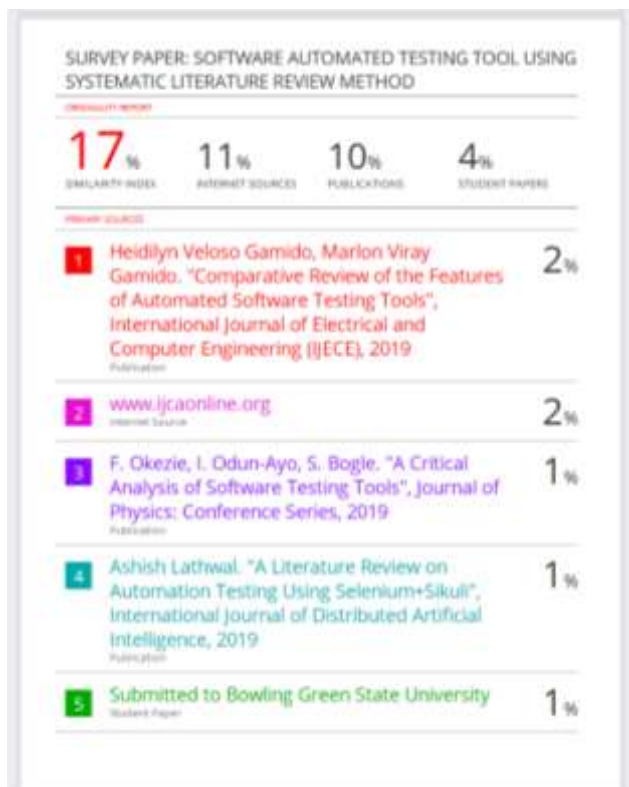 SURVEY PAPER: SOFTWARE AUTOMATED TESTING TOOL USING
SYSTEMATIC LITERATURE REVIEW METHOD
ORIGINALITY REPORT
17%
11%
10%
4%
SIMILARITY INDEX
INTERNET SOURCES
PUBLICATIONS
STUDENT PAPERS
PRIMARY SOURCES
1
Heidilyn Veloso Gamido, Marlon Viray
Gamido. "Comparative Review of the Features
of Automated Software Testing Tools",
International Journal of Electrical and
Computer Engineering (IJECE), 2019
Publication
2%
2
www.ijcaonline.org
Internet Source
2%
3
F. Okezie, I. Odun-Ayo, S. Bogle. "A Critical
Analysis of Software Testing Tools", Journal of
Physics: Conference Series, 2019
Publication
1%
4
Ashish Lathwal. "A Literature Review on
Automation Testing Using Selenium+Sikuli",
International Journal of Distributed Artificial
Intelligence, 2019
Publication
1%
5
Submitted to Bowling Green State University
Student Paper
1%